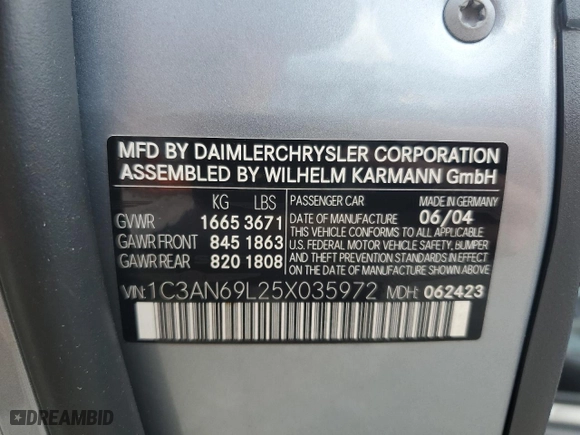 MFD BY DAIMLERCHRYSLER CORPORATION
ASSEMBLED BY WILHELM KARMANN GmbH
KG LBS
GVWR 1665 3671
GAWR FRONT 845 1863
GAWR REAR 820 1808
PASSENGER CAR MADE IN GERMANY
DATE OF MANUFACTURE 06/04
THIS VEHICLE CONFORMS TO ALL APPLICABLE
U.S. FEDERAL MOTOR VEHICLE SAFETY, BUMPER
AND THEFT PREVENTION STANDARDS IN EFFECT
ON THE DATE OF MANUFACTURE SHOWN ABOVE.
VIN: 1C3AN69L25X035972 MDH: 062423
DREAMBID